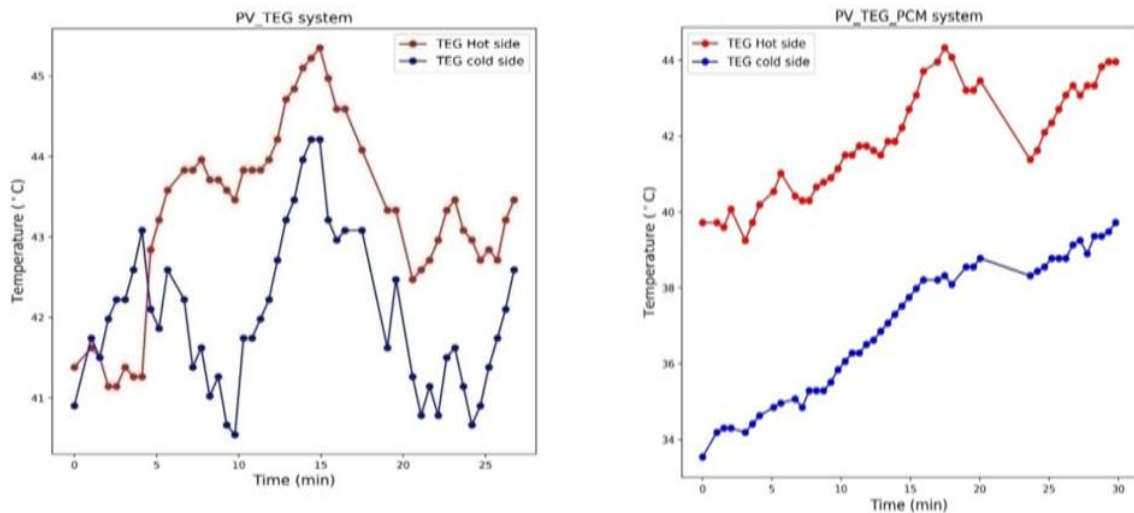 PV_TEG system
TEG Hot side
TEG cold side
45
44
43
42
41
Temperature (°C)
0 5 10 15 20 25
Time (min)
PV_TEG_PCM system
TEG Hot side
TEG cold side
44
42
40
38
36
34
Temperature (°C)
0 5 10 15 20 25 30
Time (min)